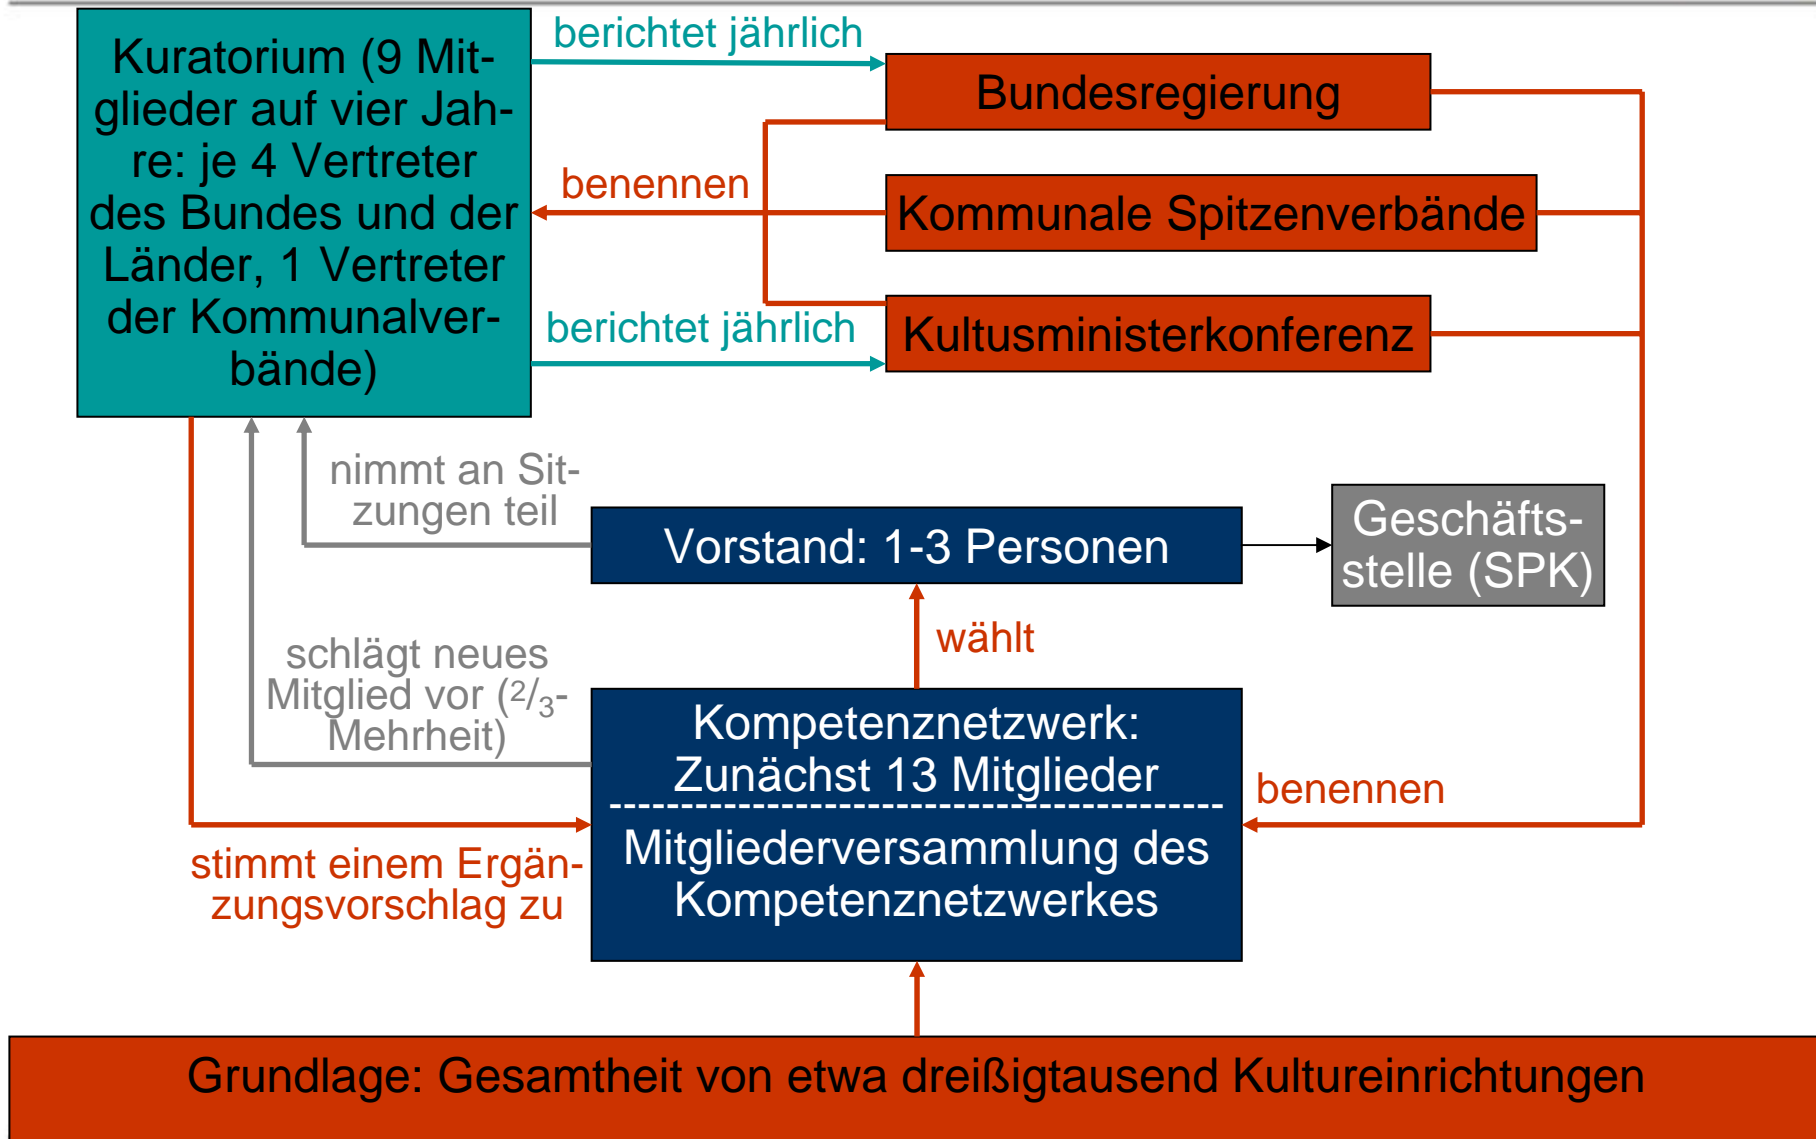 Kuratorium (9 Mit-
glieder auf vier Jah-
re: je 4 Vertreter
des Bundes und der
Länder, 1 Vertreter
der Kommunalver-
bände)
berichtet jährlich
Bundesregierung
benennen
Kommunale Spitzenverbände
berichtet jährlich
Kultusministerkonferenz
nimmt an Sit-
zungen teil
Vorstand: 1-3 Personen
Geschäfts-
stelle (SPK)
wählt
schlägt neues
Mitglied vor (2/3-
Mehrheit)
Kompetenznetzwerk:
Zunächst 13 Mitglieder
Mitgliederversammlung des
Kompetenznetzwerkes
benennen
stimmt einem Ergän-
zungsvorschlag zu
Grundlage: Gesamtheit von etwa dreißigtausend Kultureinrichtungen